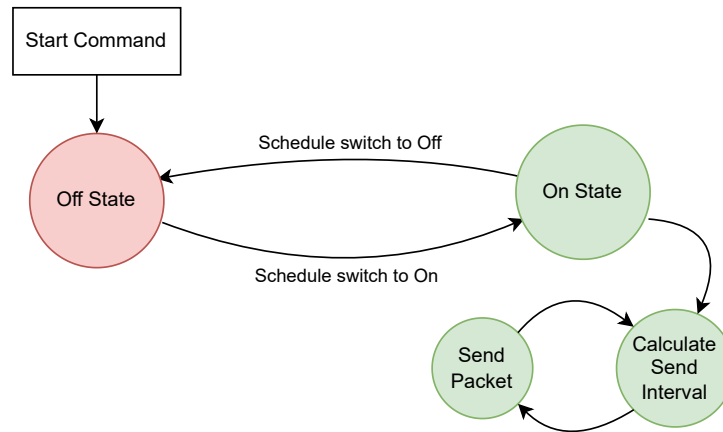 Start Command
Schedule switch to Off
Off State
On State
Schedule switch to On
Send
Packet
Calculate
Send
Interval